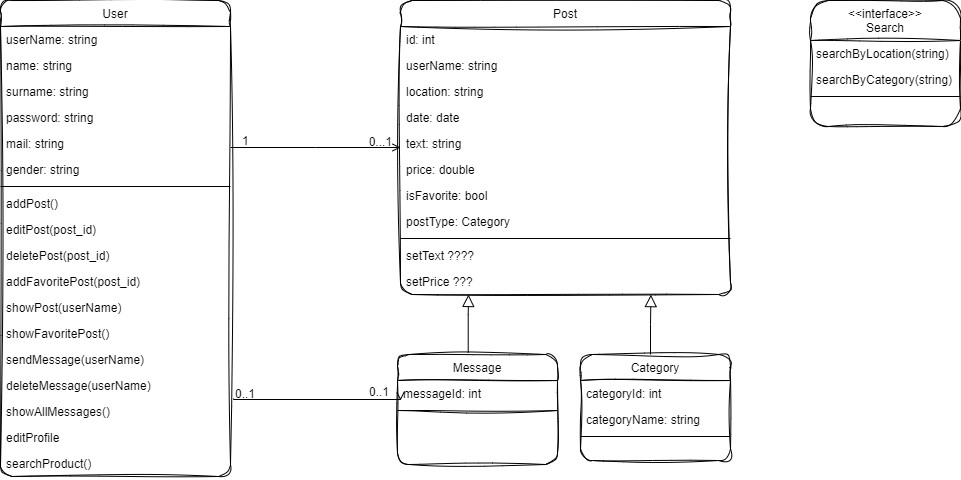 User
userName: string
name: string
surname: string
password: string
mail: string
gender: string
addPost()
editPost(post_id)
deletePost(post_id)
addFavoritePost(post_id)
showPost(userName)
showFavoritePost()
sendMessage(userName)
deleteMessage(userName)
showAllMessages()
editProfile
searchProduct()
1
0...1
0..1
0..1
Post
id: int
userName: string
location: string
date: date
text: string
price: double
isFavorite: bool
postType: Category
setText ????
setPrice ???
Message
messageId: int
Category
categoryId: int
categoryName: string
<<interface>>
Search
searchByLocation(string)
searchByCategory(string)